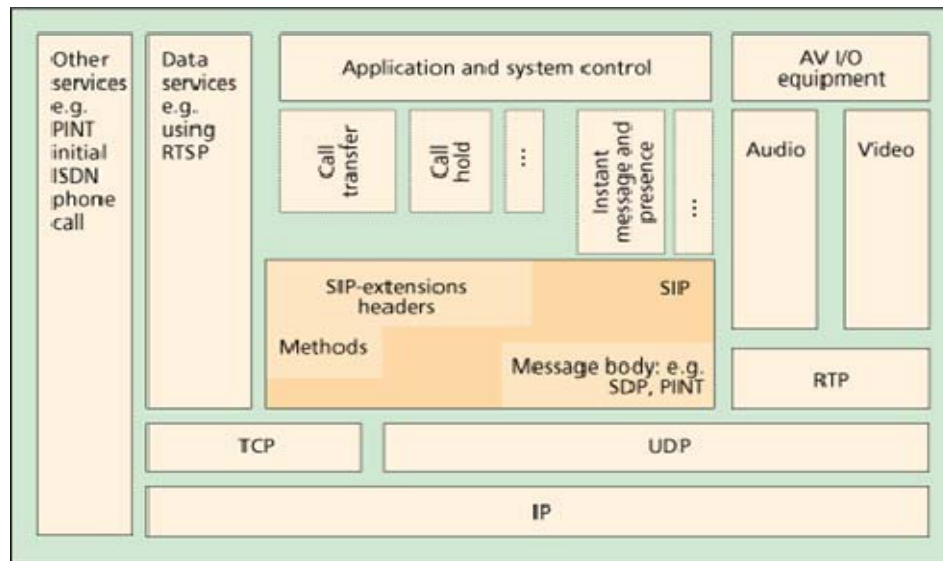 Other
services
e.g.
PINT
initial
ISDN
phone
call
Data
services
e.g.
using
RTSP
Application and system control
AV I/O
equipment
Call
transfer
Call
hold
...
Instant
message and
presence
...
Audio
Video
SIP-extensions
headers
SIP
Methods
Message body: e.g.
SDP, PINT
RTP
TCP
UDP
IP